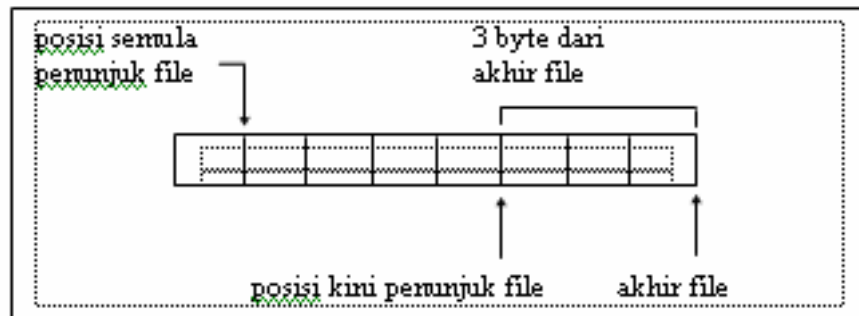 posisi semula
penunjuk file
3 byte dari
akhir file
posisi kini penunjuk file
akhir file